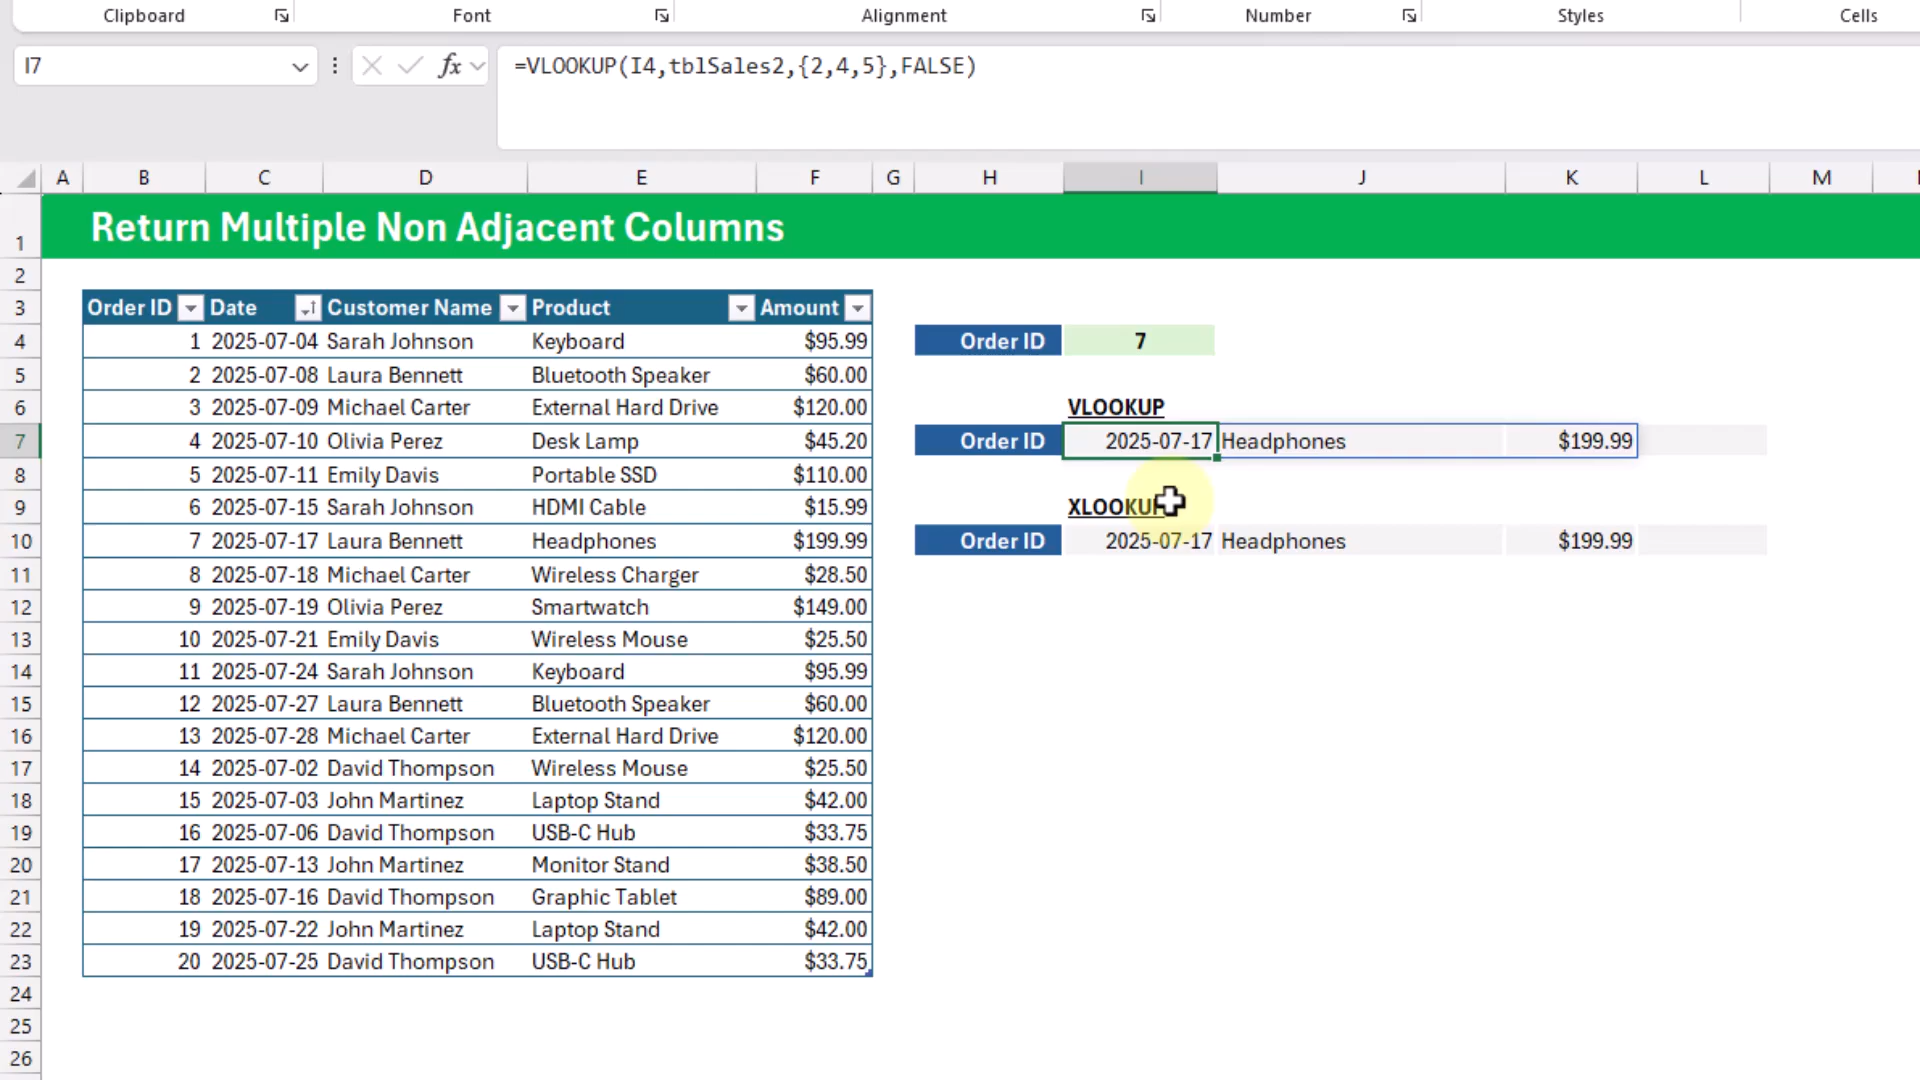 Clipboard Font Alignment Number Styles Cells
I7 fx =VLOOKUP(I4,tblSales2,{2,4,5},FALSE)
A B C D E F G H I J K L M
1 Return Multiple Non Adjacent Columns
2
3 Order ID Date Customer Name Product Amount
4 1 2025-07-04 Sarah Johnson Keyboard $95.99 Order ID 7
5 2 2025-07-08 Laura Bennett Bluetooth Speaker $60.00
6 3 2025-07-09 Michael Carter External Hard Drive $120.00 VLOOKUP
7 4 2025-07-10 Olivia Perez Desk Lamp $45.20 Order ID 2025-07-17 Headphones $199.99
8 5 2025-07-11 Emily Davis Portable SSD $110.00
9 6 2025-07-15 Sarah Johnson HDMI Cable $15.99 XLOOKUP
10 7 2025-07-17 Laura Bennett Headphones $199.99 Order ID 2025-07-17 Headphones $199.99
11 8 2025-07-18 Michael Carter Wireless Charger $28.50
12 9 2025-07-19 Olivia Perez Smartwatch $149.00
13 10 2025-07-21 Emily Davis Wireless Mouse $25.50
14 11 2025-07-24 Sarah Johnson Keyboard $95.99
15 12 2025-07-27 Laura Bennett Bluetooth Speaker $60.00
16 13 2025-07-28 Michael Carter External Hard Drive $120.00
17 14 2025-07-02 David Thompson Wireless Mouse $25.50
18 15 2025-07-03 John Martinez Laptop Stand $42.00
19 16 2025-07-06 David Thompson USB-C Hub $33.75
20 17 2025-07-13 John Martinez Monitor Stand $38.50
21 18 2025-07-16 David Thompson Graphic Tablet $89.00
22 19 2025-07-22 John Martinez Laptop Stand $42.00
23 20 2025-07-25 David Thompson USB-C Hub $33.75
24
25
26